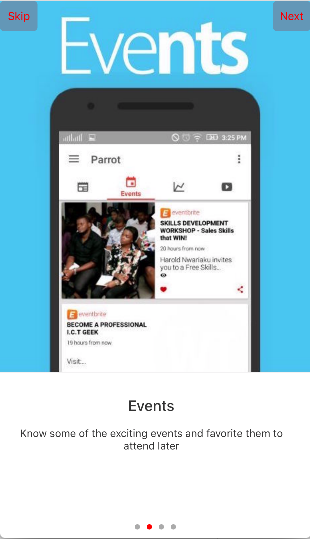 Skip
Next
Events
3:25 PM
Parrot
Events
eventbrite
SKILLS DEVELOPMENT
WORKSHOP - Sales Skills
that WIN!
20 hours from now
Harold Nwariaku invites
you to a Free Skills...
eventbrite
BECOME A PROFESSIONAL
I.C.T GEEK
19 hours from now
Visit...
Events
Know some of the exciting events and favorite them to
attend later